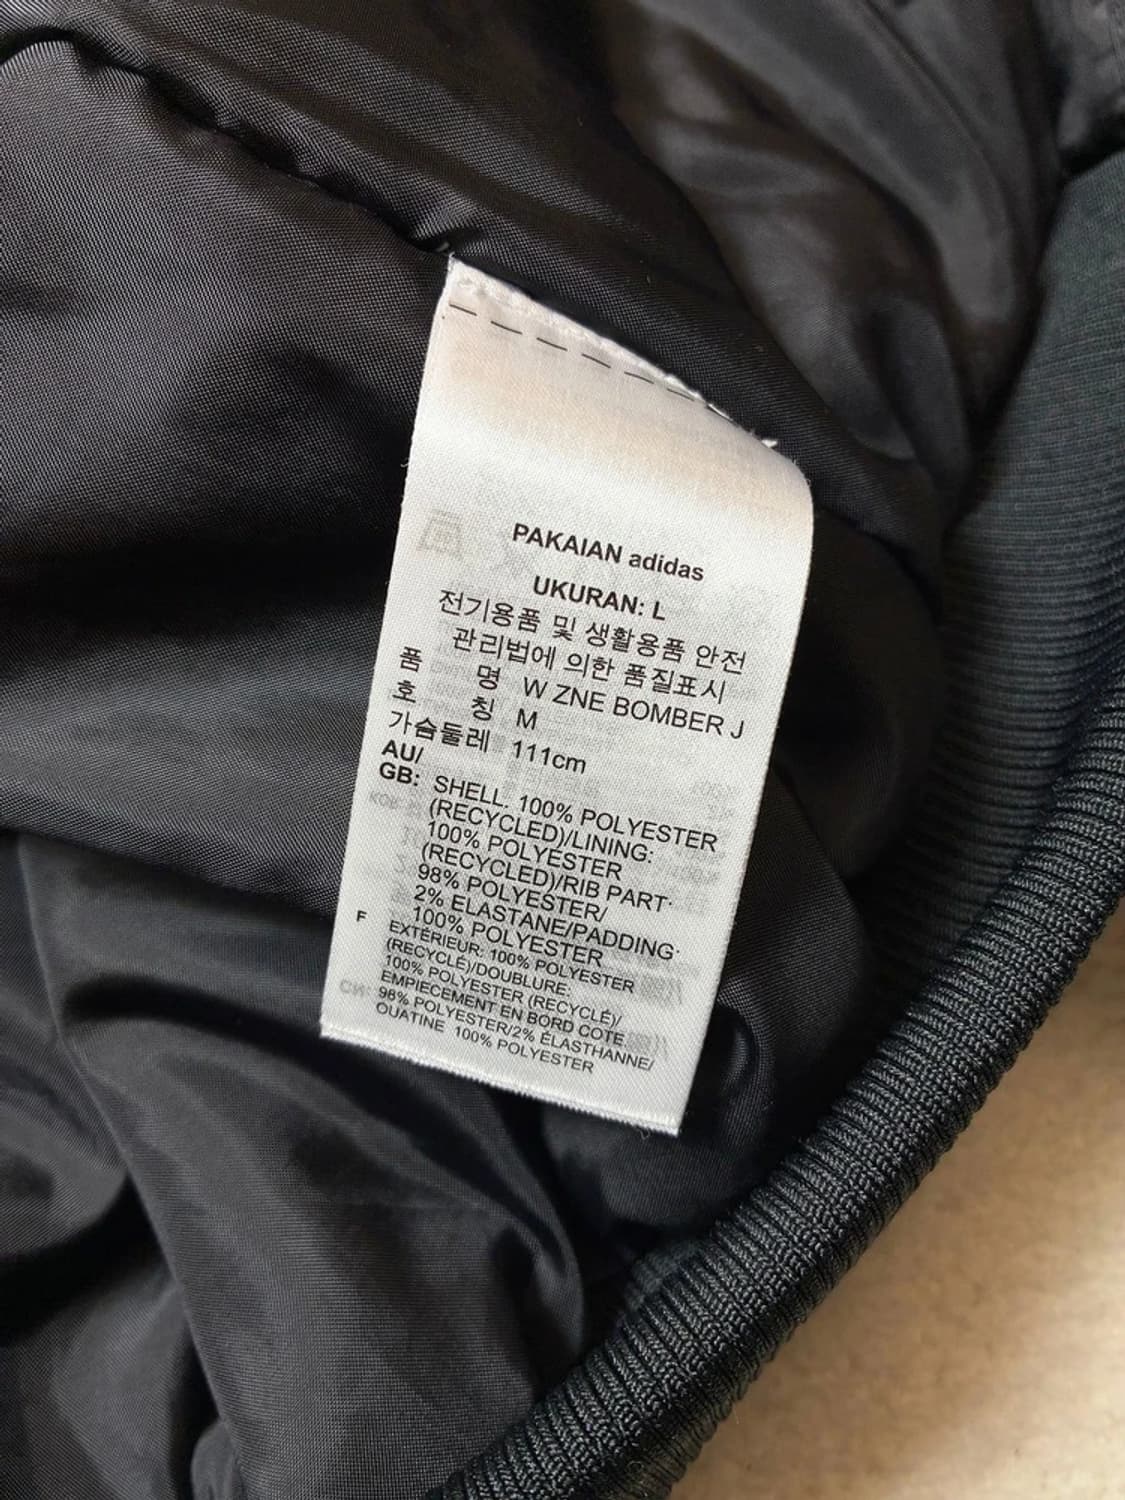 PAKAIAN adidas
UKURAN: L
전기용품 및 생활용품 안전
관리법에 의한 품질표시
품 명 W ZNE BOMBER J
호 칭 M
가슴둘레 111cm
AU/
GB: SHELL: 100% POLYESTER
(RECYCLED)/LINING:
100% POLYESTER
(RECYCLED)/RIB PART:
98% POLYESTER/
2% ELASTANE/PADDING:
100% POLYESTER
F EXTÉRIEUR: 100% POLYESTER
(RECYCLÉ)/DOUBLURE:
100% POLYESTER (RECYCLÉ)/
EMPIECEMENT EN BORD COTE
98% POLYESTER/2% ÉLASTHANNE/
OUATINE 100% POLYESTER